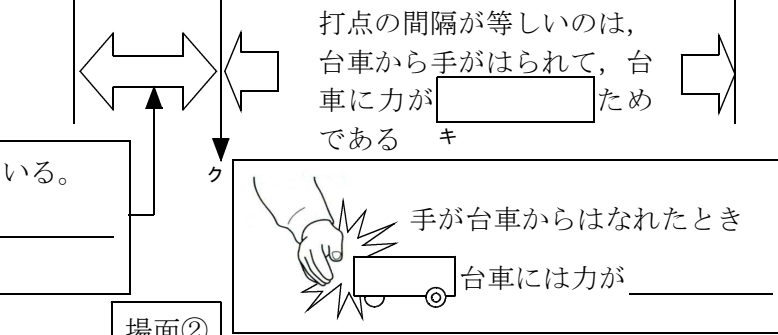 打点の間隔が等しいのは，
台車から手がはられて，台
車に力が　　　　ため
である　キ
ク
いる。
手が台車からはなれたとき
台車には力が
場面②